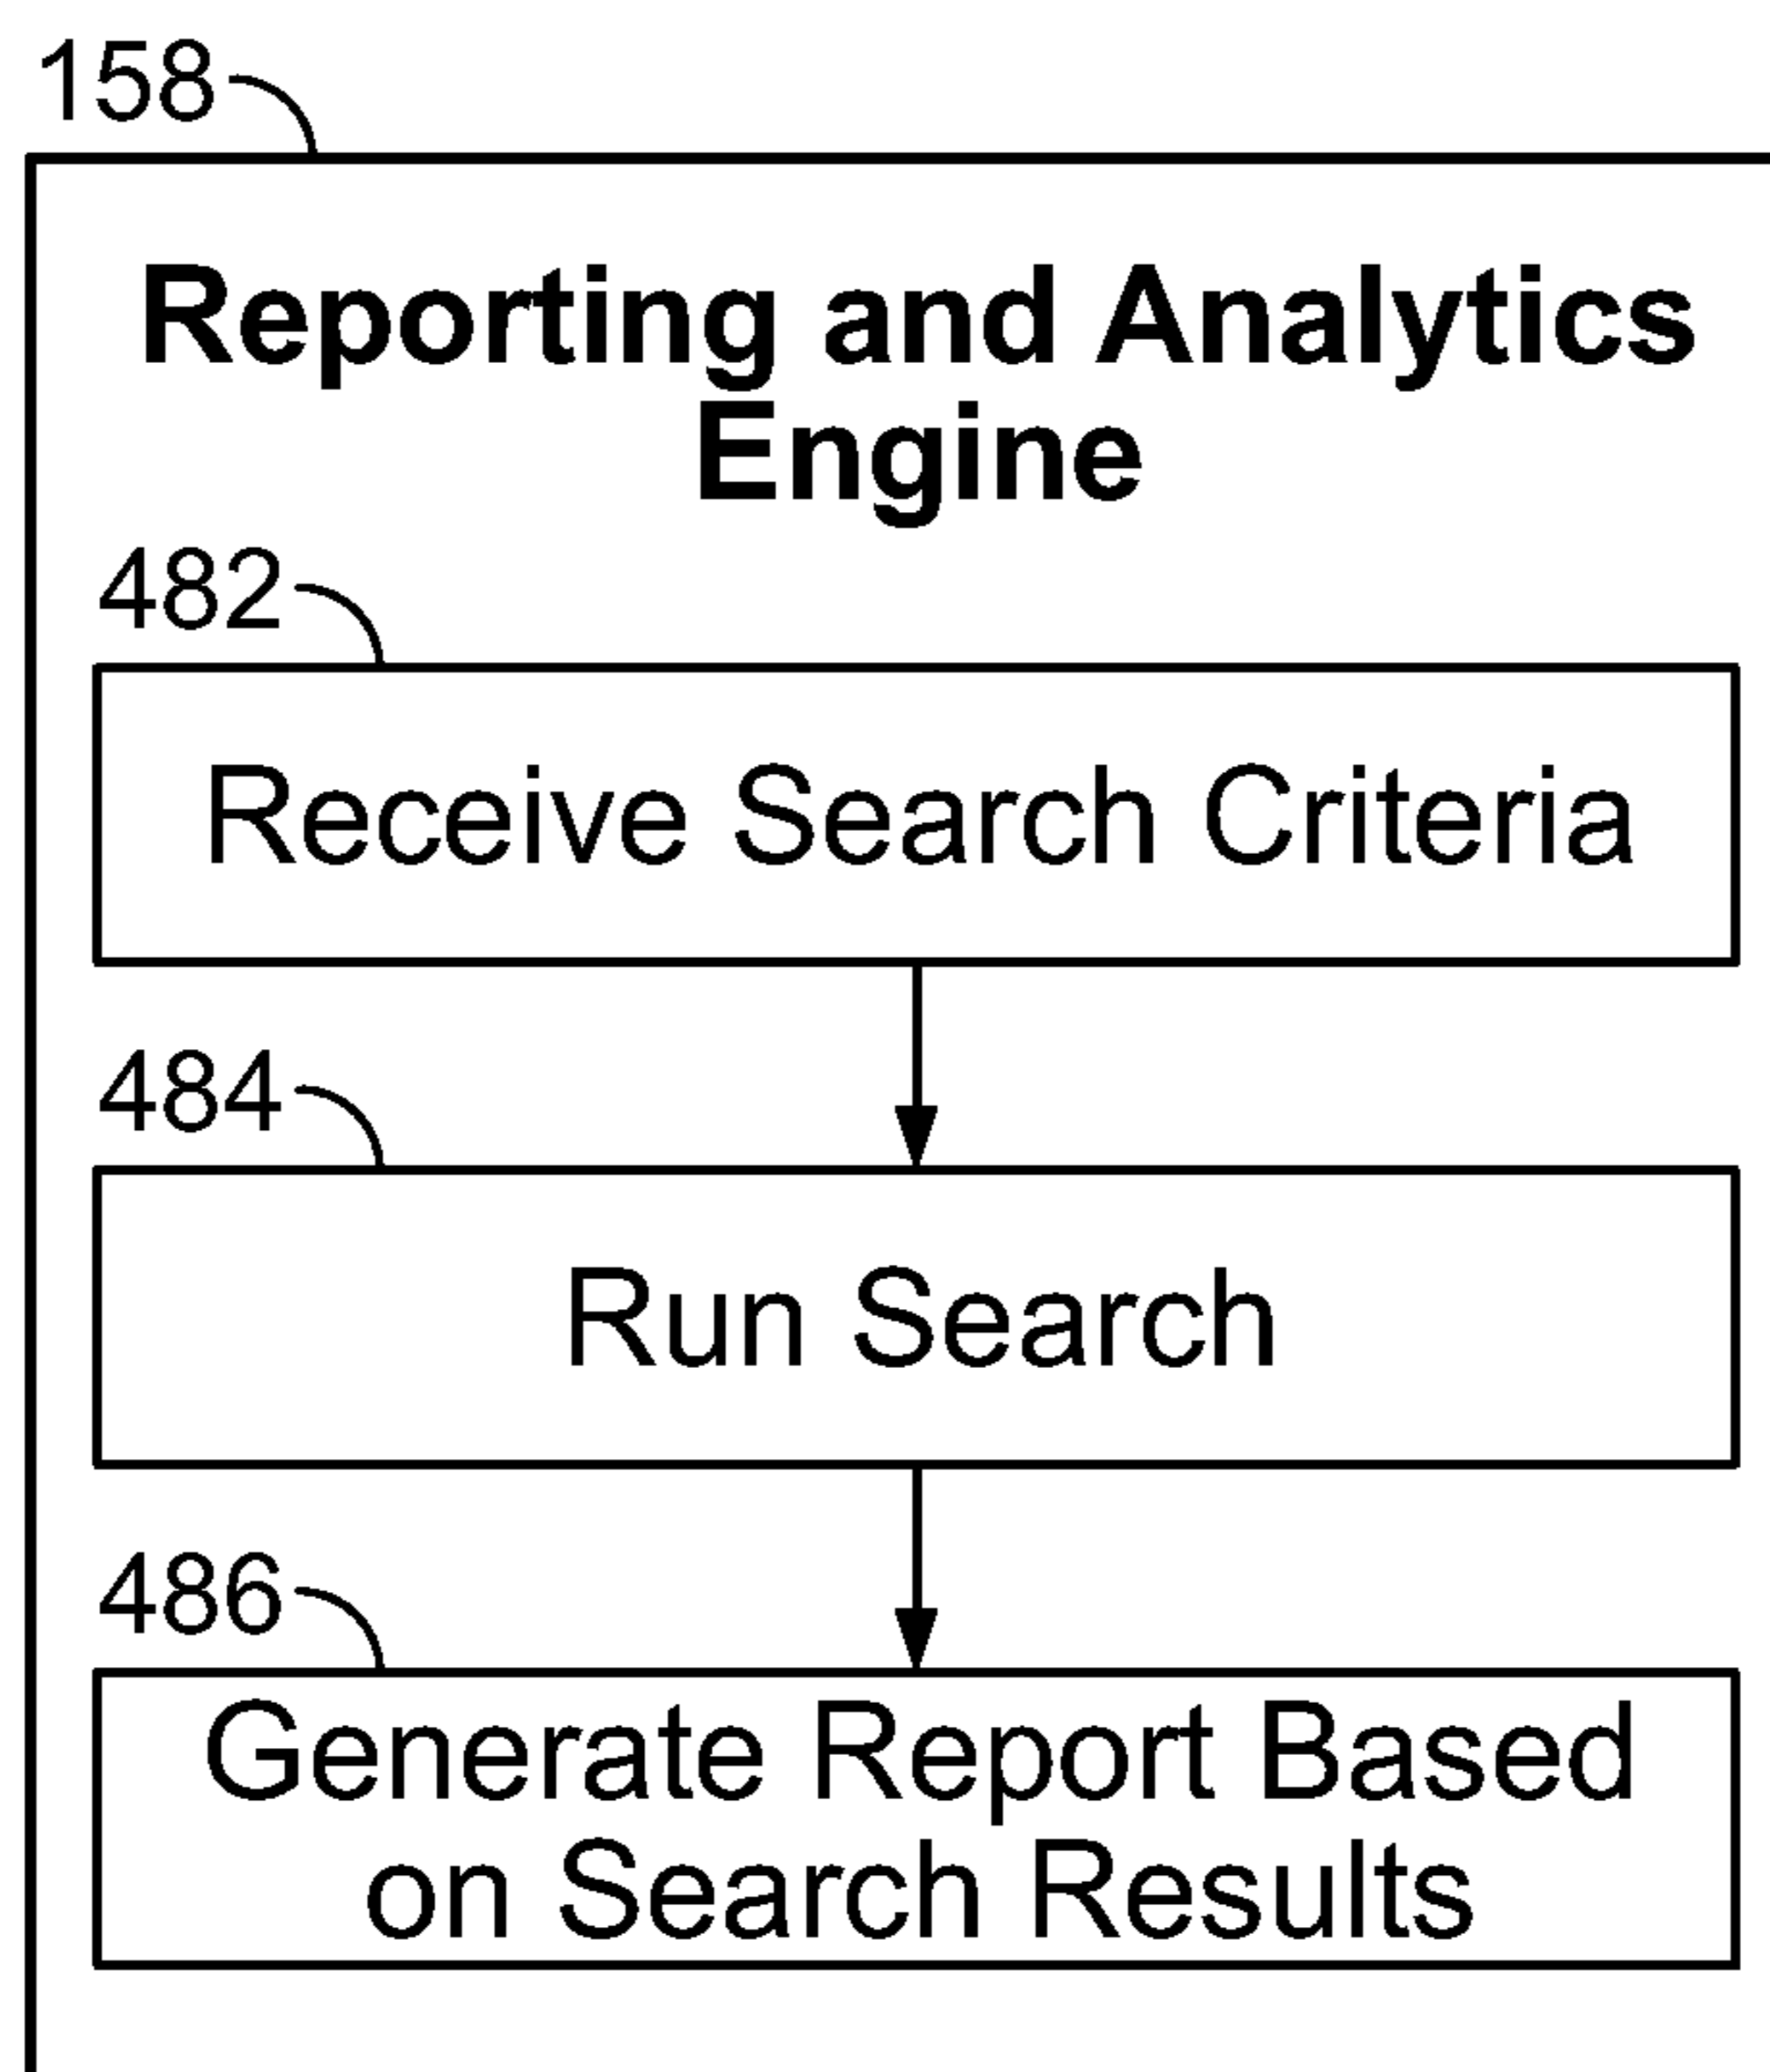 158
Reporting and Analytics
Engine
482
Receive Search Criteria
484
Run Search
486
Generate Report Based
on Search Results